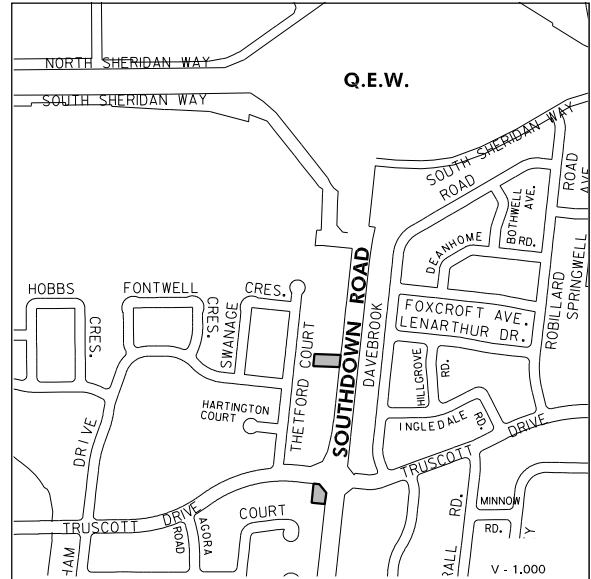 NORTH SHERIDAN WAY
Q.E.W.
SOUTH SHERIDAN WAY
SOUTH SHERIDAN WAY
ROAD
ROAD AVE.
BOTHWELL
AVE.
RD.
DEANHOME
SPRINGWELL
ROBILLARD
HOBBS
CRES.
FONTWELL
CRES.
SWANAGE
CRES.
SOUTHDOWN ROAD
DAVEBROOK
FOXCROFT AVE.
LENARTHUR DR.
THETFORD COURT
HILLGROVE
RD.
HARTINGTON
COURT
INGLEDALE
RD.
DRIVE
TRUSCOTT DRIVE
TRUSCOTT DRIVE
AGORA
ROAD
COURT
MINNOW
RD.
RD.
V - 1.000